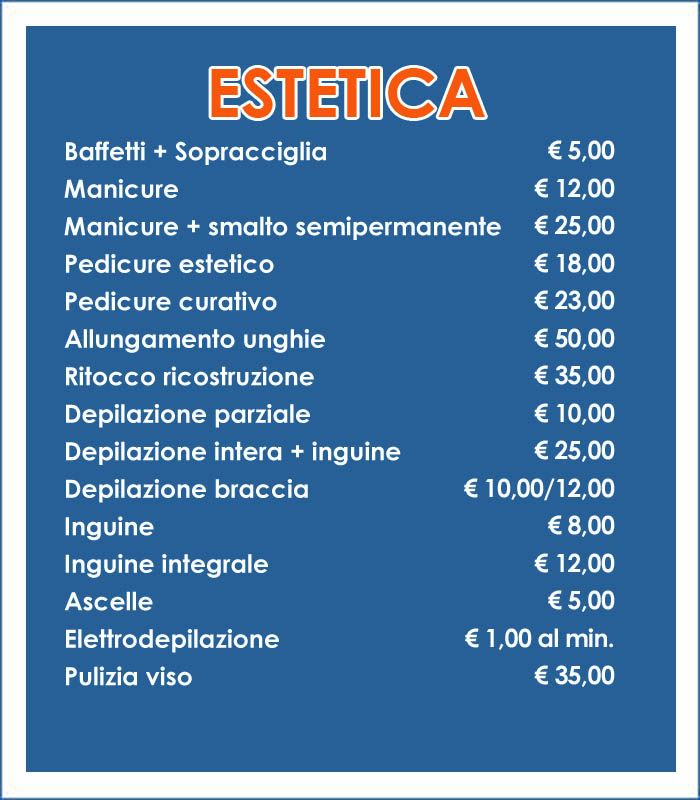 ESTETICA
Baffetti + Sopracciglia € 5,00
Manicure € 12,00
Manicure + smalto semipermanente € 25,00
Pedicure estetico € 18,00
Pedicure curativo € 23,00
Allungamento unghie € 50,00
Ritocco ricostruzione € 35,00
Depilazione parziale € 10,00
Depilazione intera + inguine € 25,00
Depilazione braccia € 10,00/12,00
Inguine € 8,00
Inguine integrale € 12,00
Ascelle € 5,00
Elettrodepilazione € 1,00 al min.
Pulizia viso € 35,00